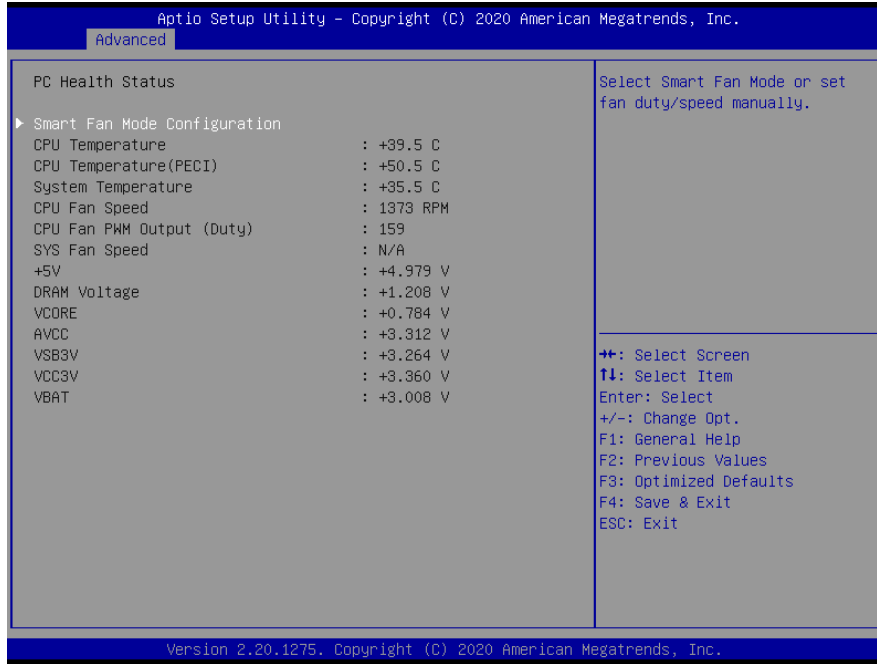 Aptio Setup Utility – Copyright (C) 2020 American Megatrends, Inc.
Advanced
PC Health Status
▶ Smart Fan Mode Configuration
CPU Temperature : +39.5 C
CPU Temperature(PECI) : +50.5 C
System Temperature : +35.5 C
CPU Fan Speed : 1373 RPM
CPU Fan PWM Output (Duty) : 159
SYS Fan Speed : N/A
+5V : +4.979 V
DRAM Voltage : +1.208 V
VCORE : +0.784 V
AVCC : +3.312 V
VSB3V : +3.264 V
VCC3V : +3.360 V
VBAT : +3.008 V
Select Smart Fan Mode or set
fan duty/speed manually.
→←: Select Screen
↑↓: Select Item
Enter: Select
+/-: Change Opt.
F1: General Help
F2: Previous Values
F3: Optimized Defaults
F4: Save & Exit
ESC: Exit
Version 2.20.1275. Copyright (C) 2020 American Megatrends, Inc.